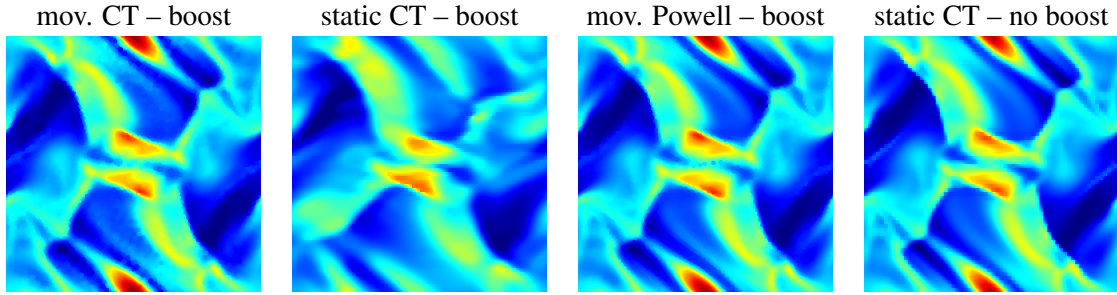 mov. CT – boost
static CT – boost
mov. Powell – boost
static CT – no boost